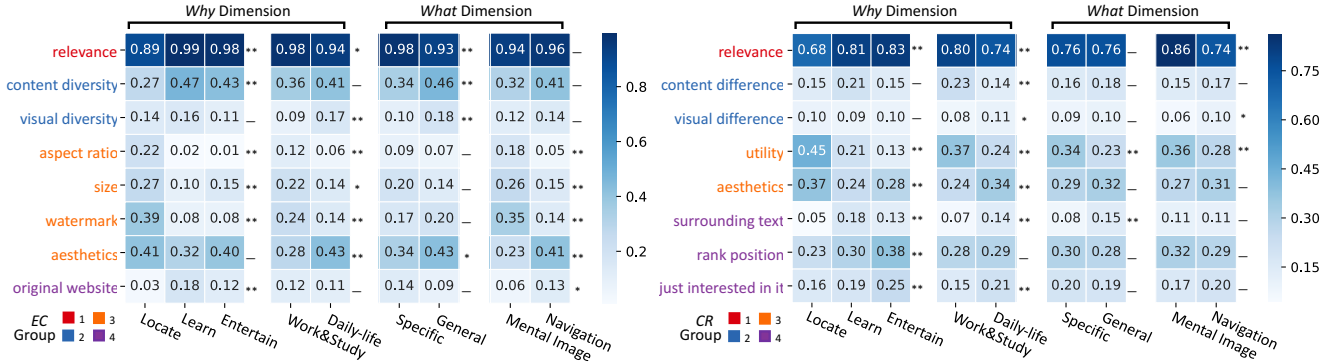 Why Dimension What Dimension
relevance 0.89 0.99 0.98 ** 0.98 0.94 * 0.98 0.93 ** 0.94 0.96 —
content diversity 0.27 0.47 0.43 ** 0.36 0.41 — 0.34 0.46 ** 0.32 0.41 —
visual diversity 0.14 0.16 0.11 — 0.09 0.17 ** 0.10 0.18 ** 0.12 0.14 —
aspect ratio 0.22 0.02 0.01 ** 0.12 0.06 ** 0.09 0.07 — 0.18 0.05 **
size 0.27 0.10 0.15 ** 0.22 0.14 * 0.20 0.14 — 0.26 0.15 **
watermark 0.39 0.08 0.08 ** 0.24 0.14 ** 0.17 0.20 — 0.35 0.14 **
aesthetics 0.41 0.32 0.40 — 0.28 0.43 ** 0.34 0.43 * 0.23 0.41 **
original website 0.03 0.18 0.12 ** 0.12 0.11 — 0.14 0.09 — 0.06 0.13 *
Locate Learn Entertain Work&Study Daily-life Specific General Mental Image Navigation
EC Group 1 2 3 4
0.8
0.6
0.4
0.2
Why Dimension What Dimension
relevance 0.68 0.81 0.83 ** 0.80 0.74 ** 0.76 0.76 — 0.86 0.74 **
content difference 0.15 0.21 0.15 — 0.23 0.14 ** 0.16 0.18 — 0.15 0.17 —
visual difference 0.10 0.09 0.10 — 0.08 0.11 * 0.09 0.10 — 0.06 0.10 *
utility 0.45 0.21 0.13 ** 0.37 0.24 ** 0.34 0.23 ** 0.36 0.28 **
aesthetics 0.37 0.24 0.28 ** 0.24 0.34 ** 0.29 0.32 — 0.27 0.31 —
surrounding text 0.05 0.18 0.13 ** 0.07 0.14 ** 0.08 0.15 ** 0.11 0.11 —
rank position 0.23 0.30 0.38 ** 0.28 0.29 — 0.30 0.28 — 0.32 0.29 —
just interested in it 0.16 0.19 0.25 ** 0.15 0.21 ** 0.20 0.19 — 0.17 0.20 —
Locate Learn Entertain Work&Study Daily-life Specific General Mental Image Navigation
CR Group 1 2 3 4
0.75
0.60
0.45
0.30
0.15